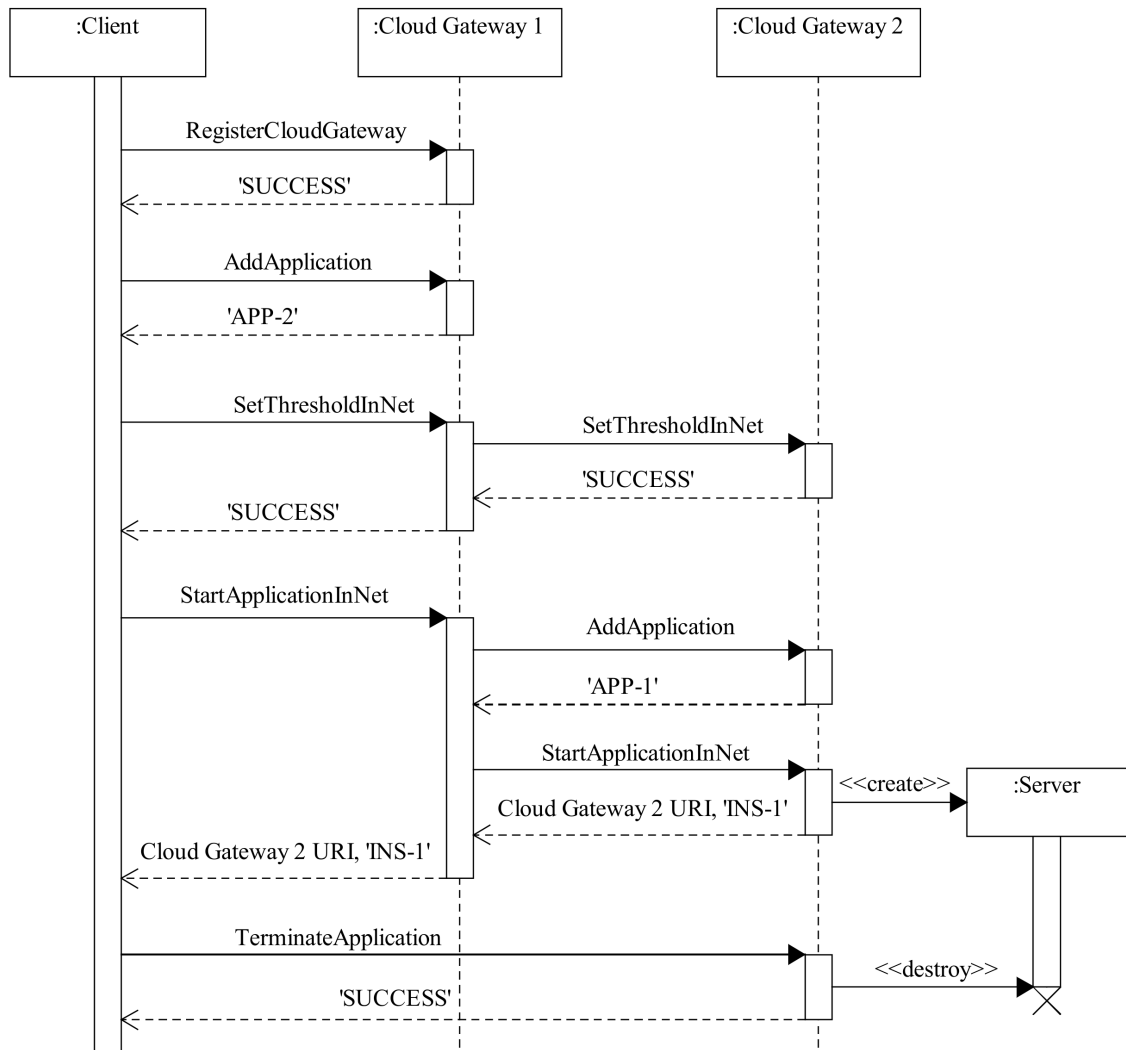 :Client
:Cloud Gateway 1
:Cloud Gateway 2
RegisterCloudGateway
'SUCCESS'
AddApplication
'APP-2'
SetThresholdInNet
SetThresholdInNet
'SUCCESS'
'SUCCESS'
StartApplicationInNet
AddApplication
'APP-1'
StartApplicationInNet
<<create>>
:Server
Cloud Gateway 2 URI, 'INS-1'
Cloud Gateway 2 URI, 'INS-1'
TerminateApplication
<<destroy>>
'SUCCESS'